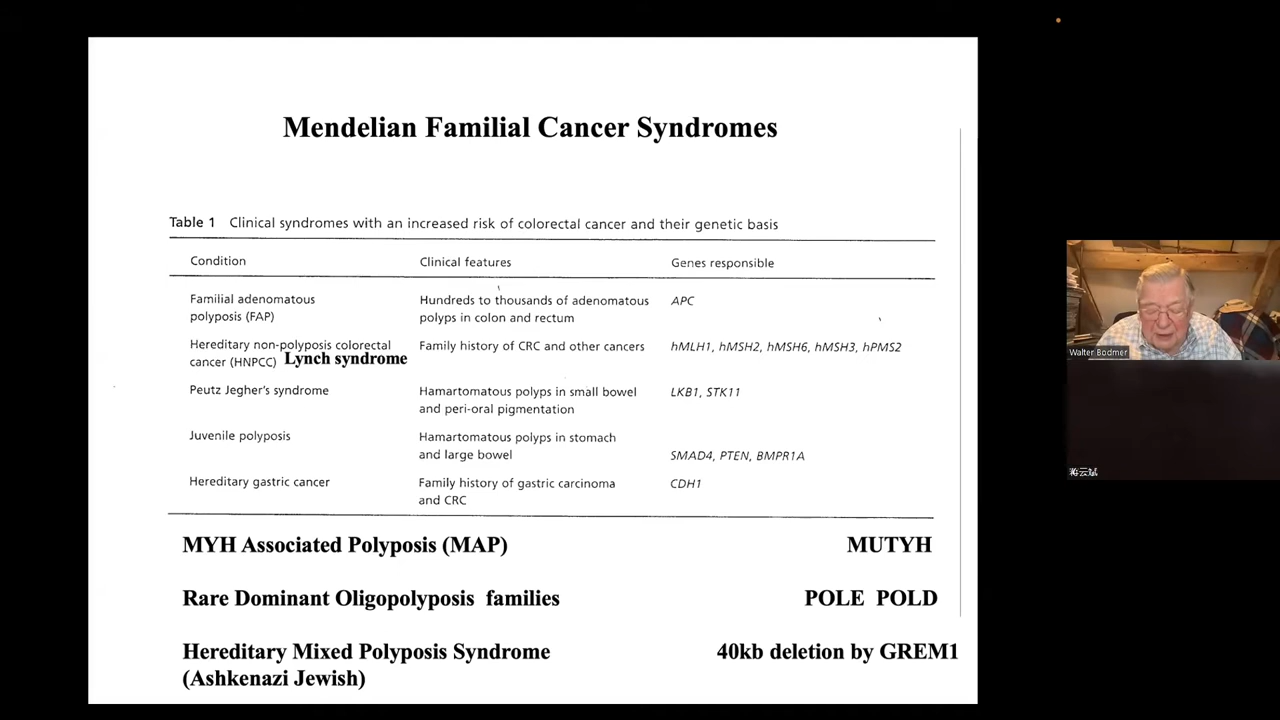 Mendelian Familial Cancer Syndromes
Table 1 Clinical syndromes with an increased risk of colorectal cancer and their genetic basis
Condition Clinical features Genes responsible
Familial adenomatous Hundreds to thousands of adenomatous APC
polyposis (FAP) polyps in colon and rectum
Hereditary non-polyposis colorectal Family history of CRC and other cancers hMLH1, hMSH2, hMSH6, hMSH3, hPMS2
cancer (HNPCC) Lynch syndrome
Peutz Jegher's syndrome Hamartomatous polyps in small bowel LKB1, STK11
and peri-oral pigmentation
Juvenile polyposis Hamartomatous polyps in stomach
and large bowel SMAD4, PTEN, BMPR1A
Hereditary gastric cancer Family history of gastric carcinoma CDH1
and CRC
MYH Associated Polyposis (MAP) MUTYH
Rare Dominant Oligopolyposis families POLE POLD
Hereditary Mixed Polyposis Syndrome 40kb deletion by GREM1
(Ashkenazi Jewish)
Walter Bodmer
蒋云斌